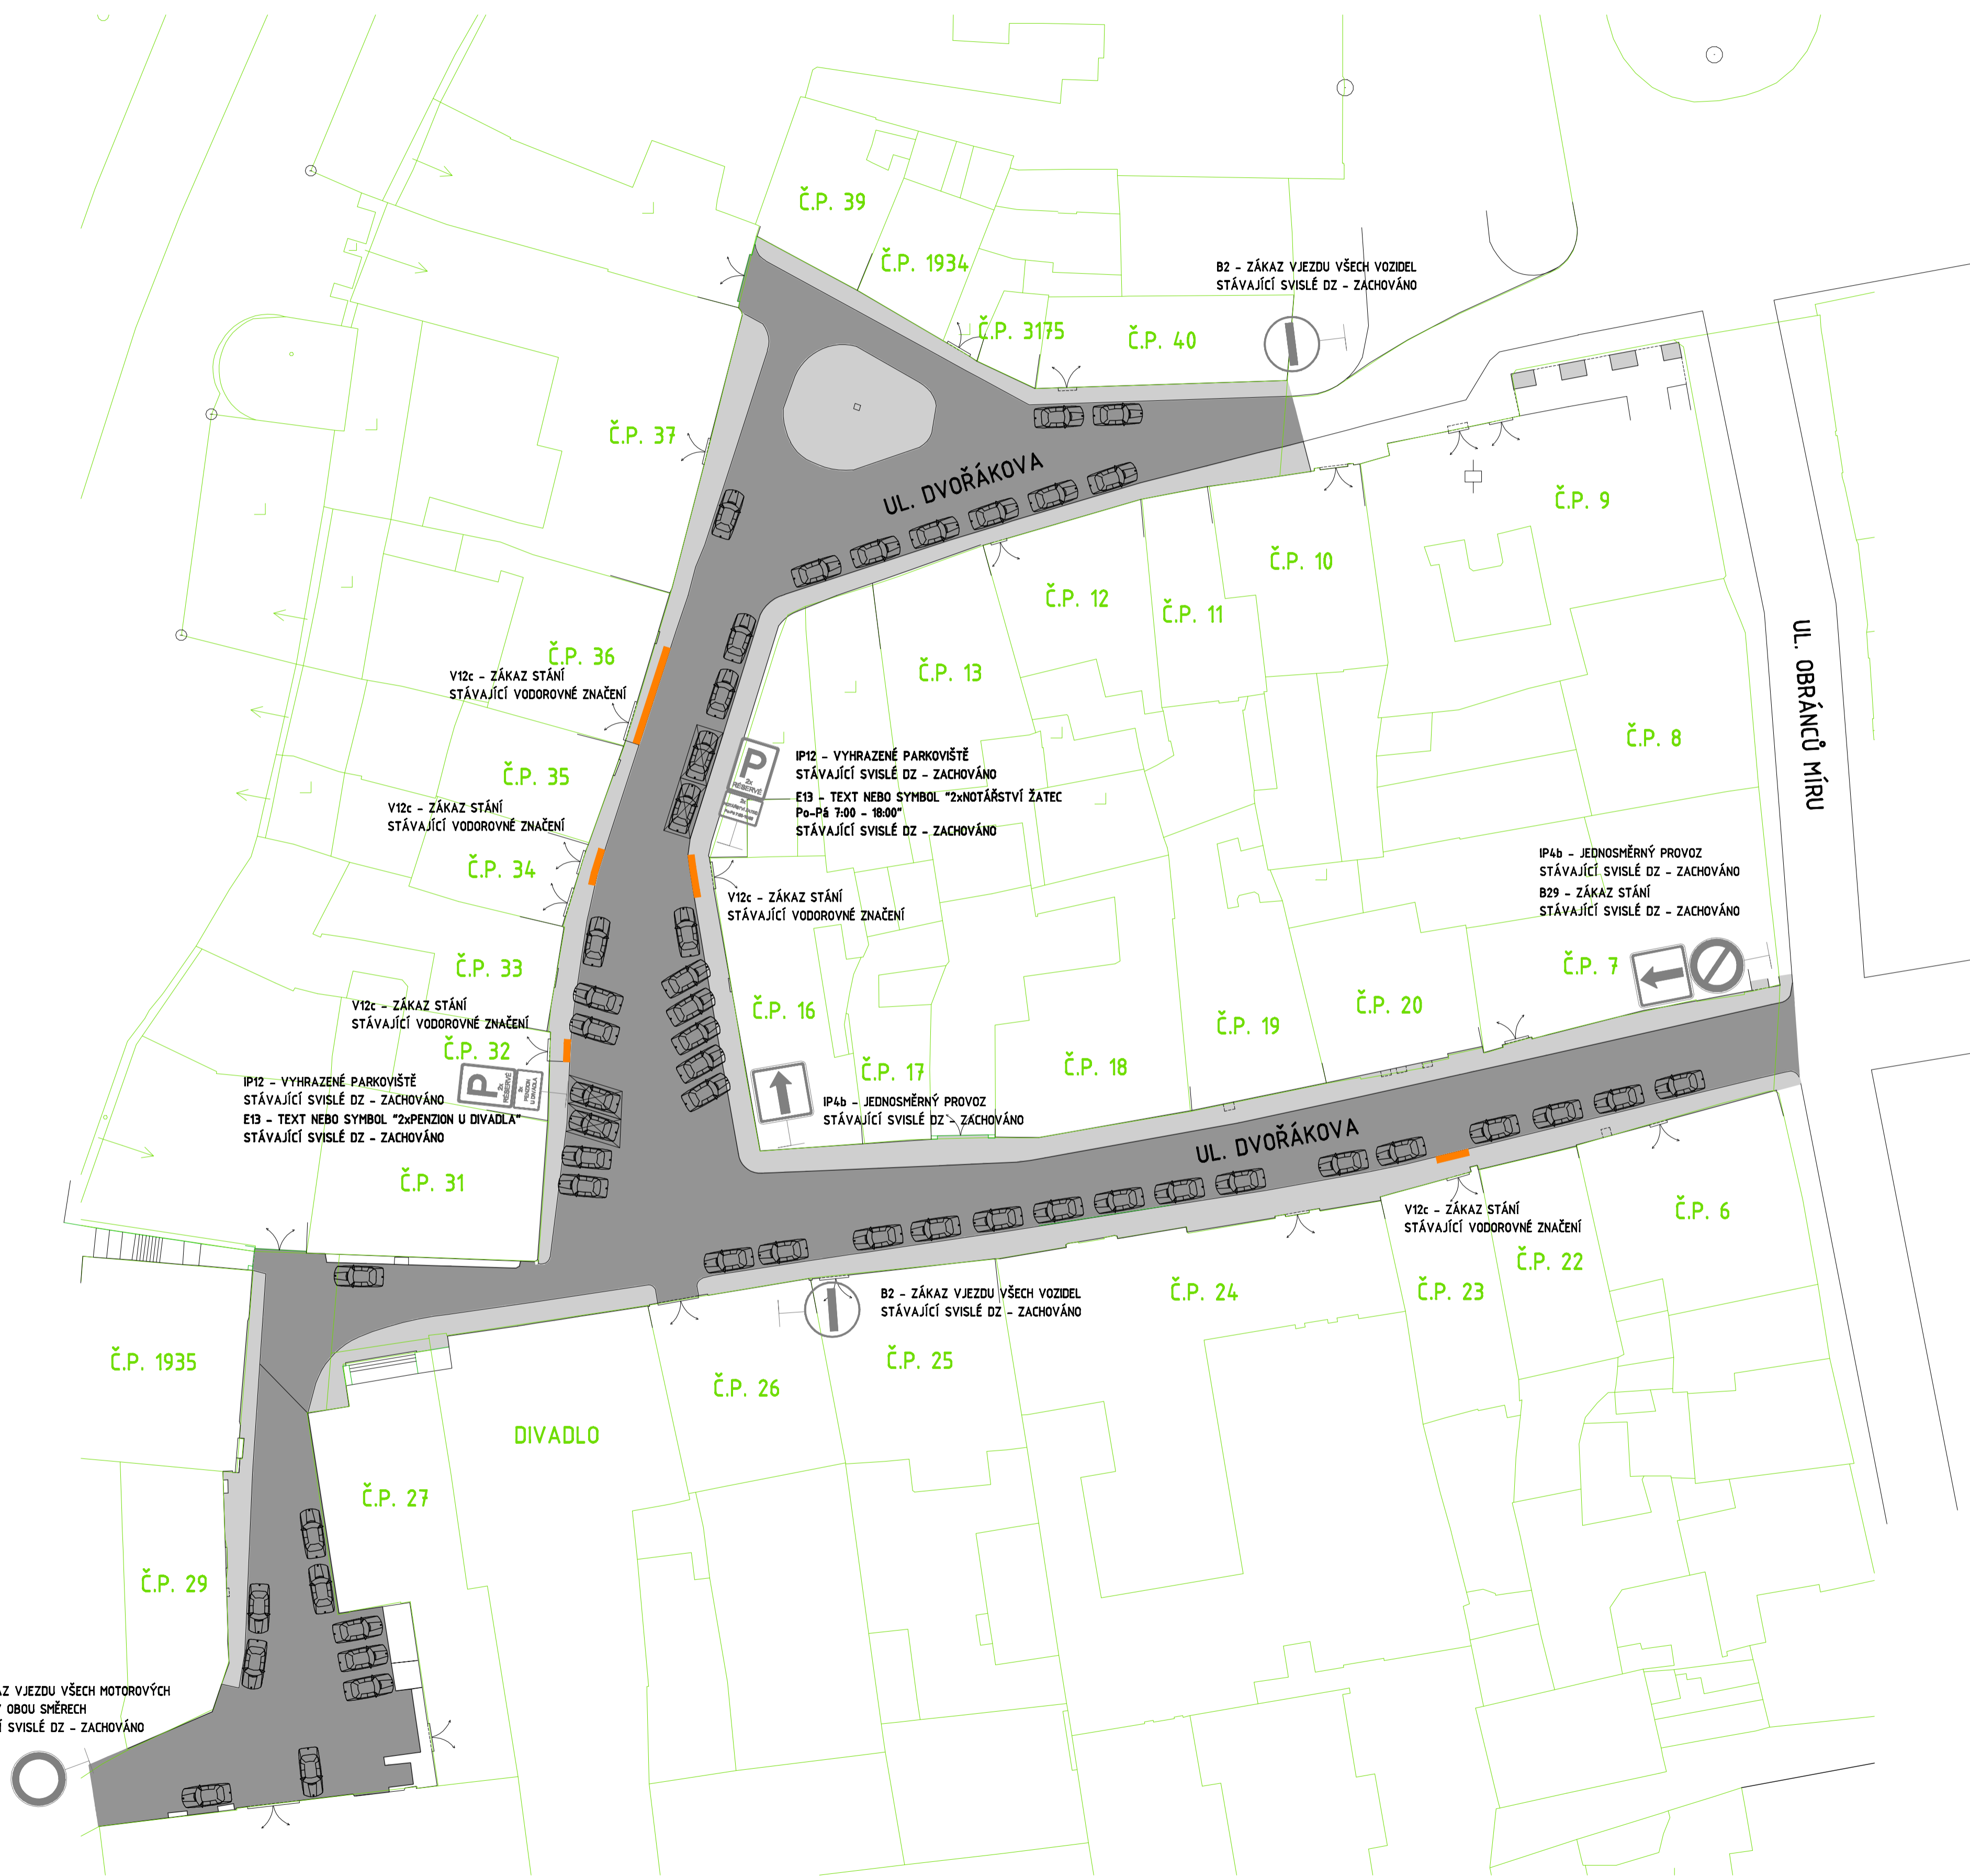 Č.P. 39
Č.P. 1934
B2 - ZÁKAZ VJEZDU VŠECH VOZIDEL
STÁVAJÍCÍ SVISLÉ DZ - ZACHOVÁNO
Č.P. 3175
Č.P. 40
Č.P. 37
UL. DVOŘÁKOVA
Č.P. 9
Č.P. 10
Č.P. 12
Č.P. 11
UL. OBRÁNCŮ MÍRU
Č.P. 36
V12c - ZÁKAZ STÁNÍ
STÁVAJÍCÍ VODOROVNÉ ZNAČENÍ
Č.P. 13
Č.P. 8
Č.P. 35
P
2x
RÉSERVÉ
IP12 - VYHRAZENÉ PARKOVIŠTĚ
STÁVAJÍCÍ SVISLÉ DZ - ZACHOVÁNO
E13 - TEXT NEBO SYMBOL "2xNOTÁŘSTVÍ ŽATEC
Po-Pá 7:00 - 18:00"
STÁVAJÍCÍ SVISLÉ DZ - ZACHOVÁNO
V12c - ZÁKAZ STÁNÍ
STÁVAJÍCÍ VODOROVNÉ ZNAČENÍ
Č.P. 34
IP4b - JEDNOSMĚRNÝ PROVOZ
STÁVAJÍCÍ SVISLÉ DZ - ZACHOVÁNO
B29 - ZÁKAZ STÁNÍ
STÁVAJÍCÍ SVISLÉ DZ - ZACHOVÁNO
V12c - ZÁKAZ STÁNÍ
STÁVAJÍCÍ VODOROVNÉ ZNAČENÍ
Č.P. 33
Č.P. 7
V12c - ZÁKAZ STÁNÍ
STÁVAJÍCÍ VODOROVNÉ ZNAČENÍ
Č.P. 16
Č.P. 20
Č.P. 19
Č.P. 32
Č.P. 17
Č.P. 18
P
2x
RÉSERVÉ
2x
PENZION
U DIVADLA
IP12 - VYHRAZENÉ PARKOVIŠTĚ
STÁVAJÍCÍ SVISLÉ DZ - ZACHOVÁNO
E13 - TEXT NEBO SYMBOL "2xPENZION U DIVADLA"
STÁVAJÍCÍ SVISLÉ DZ - ZACHOVÁNO
IP4b - JEDNOSMĚRNÝ PROVOZ
STÁVAJÍCÍ SVISLÉ DZ - ZACHOVÁNO
UL. DVOŘÁKOVA
Č.P. 31
V12c - ZÁKAZ STÁNÍ
STÁVAJÍCÍ VODOROVNÉ ZNAČENÍ
Č.P. 6
Č.P. 22
Č.P. 23
Č.P. 24
B2 - ZÁKAZ VJEZDU VŠECH VOZIDEL
STÁVAJÍCÍ SVISLÉ DZ - ZACHOVÁNO
Č.P. 1935
Č.P. 25
Č.P. 26
DIVADLO
Č.P. 27
Č.P. 29
AZ VJEZDU VŠECH MOTOROVÝCH
OBOU SMĚRECH
Í SVISLÉ DZ - ZACHOVÁNO